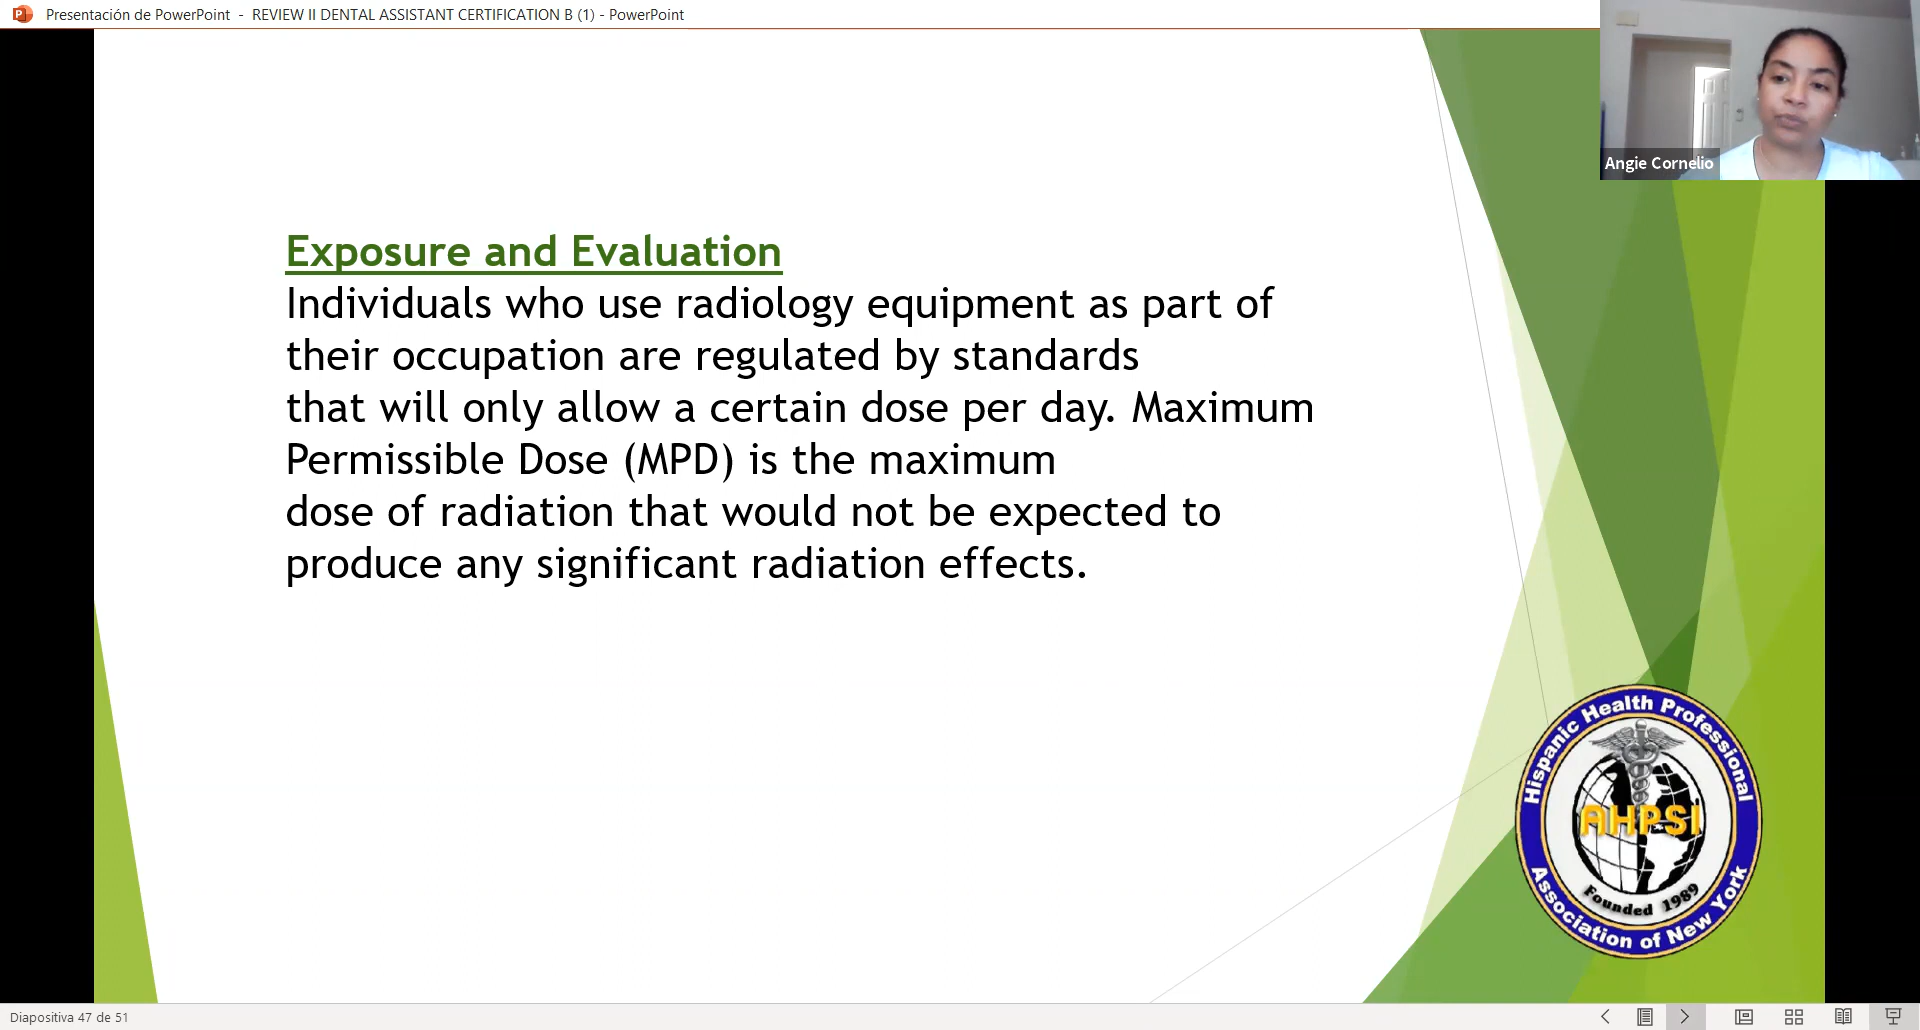 Presentación de PowerPoint - REVIEW II DENTAL ASSISTANT CERTIFICATION B (1) - PowerPoint
Angie Cornelio
Exposure and Evaluation
Individuals who use radiology equipment as part of
their occupation are regulated by standards
that will only allow a certain dose per day. Maximum
Permissible Dose (MPD) is the maximum
dose of radiation that would not be expected to
produce any significant radiation effects.
Hispanic Health Professional
AHPSI
Founded 1989
Association of New York
Diapositiva 47 de 51